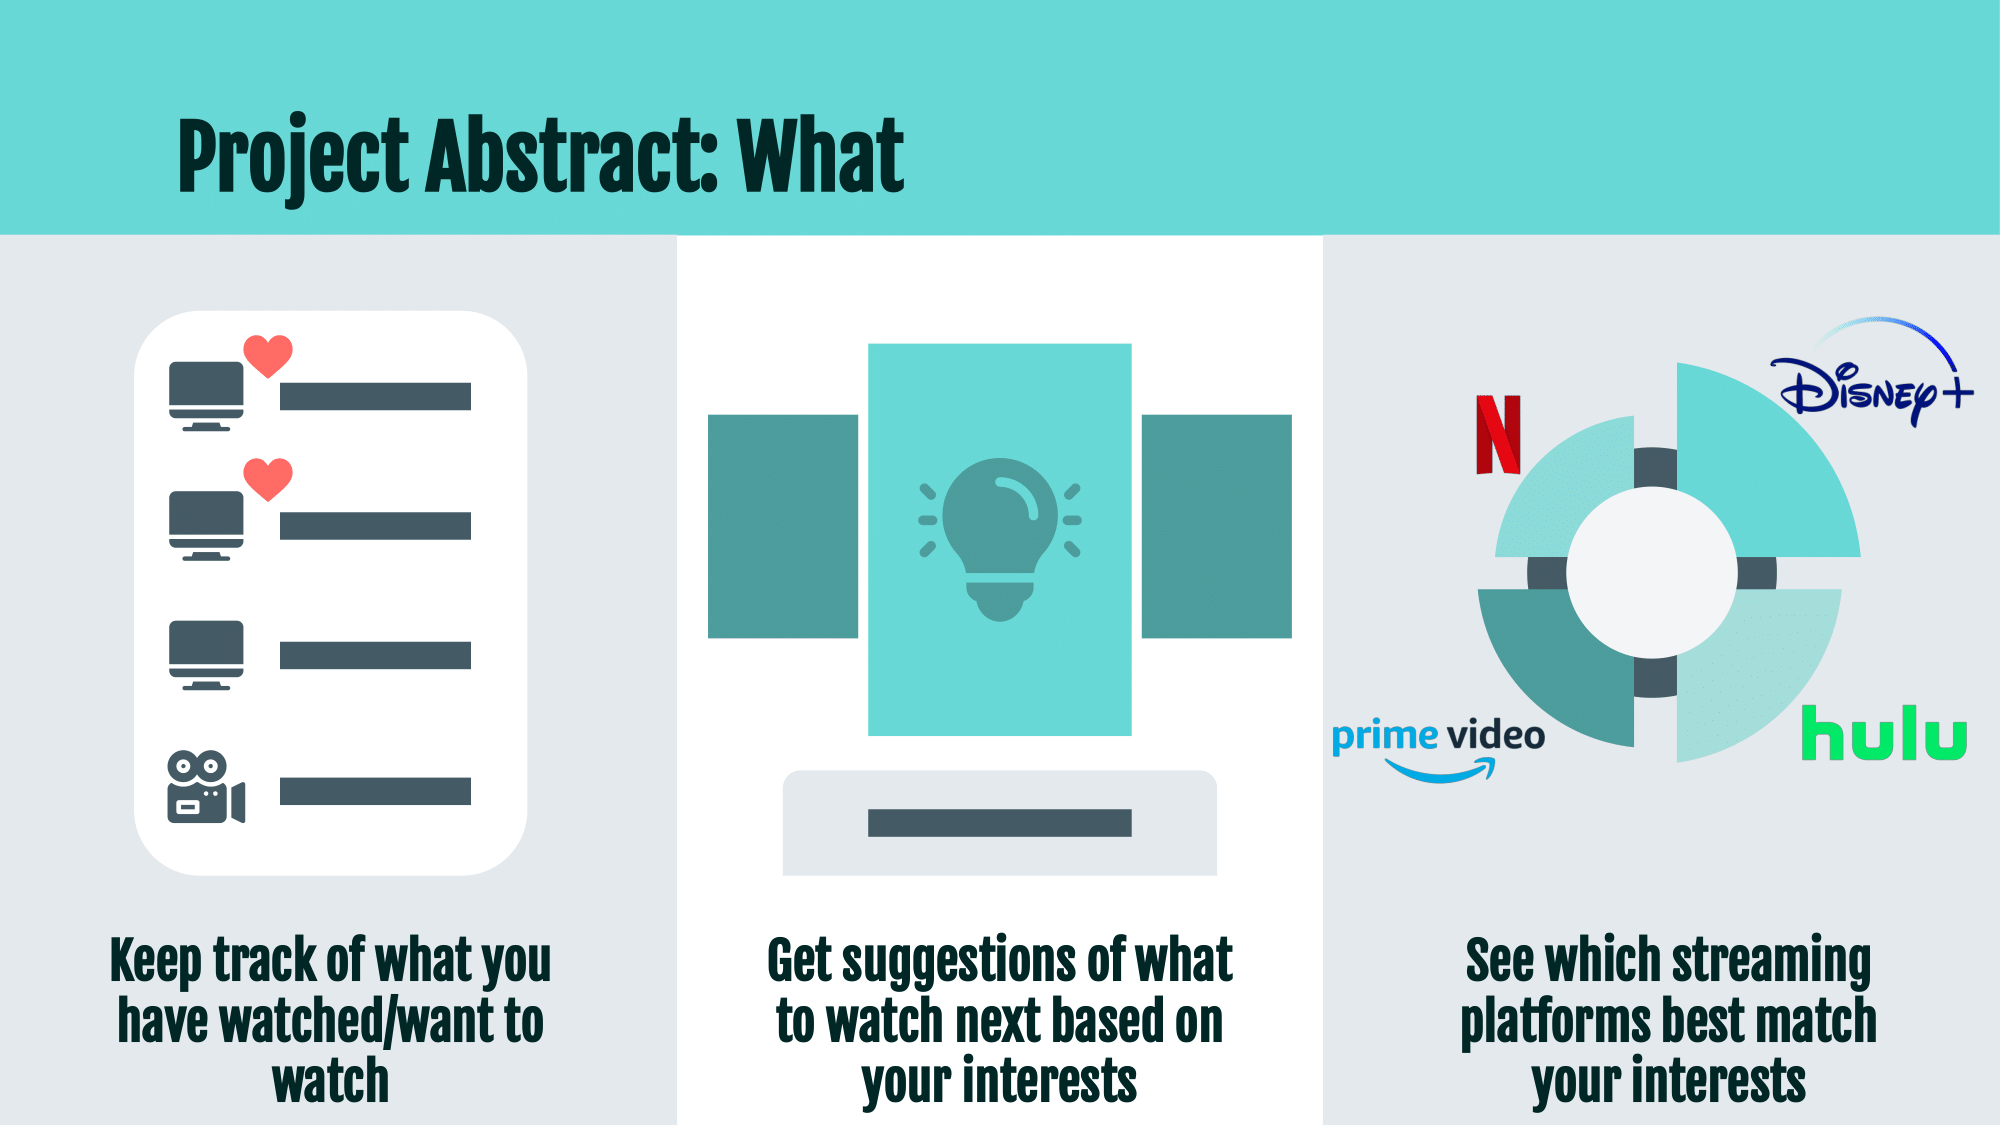 Project Abstract: What
Keep track of what you
have watched/want to
watch
Get suggestions of what
to watch next based on
your interests
N
Disney+
prime video
hulu
See which streaming
platforms best match
your interests